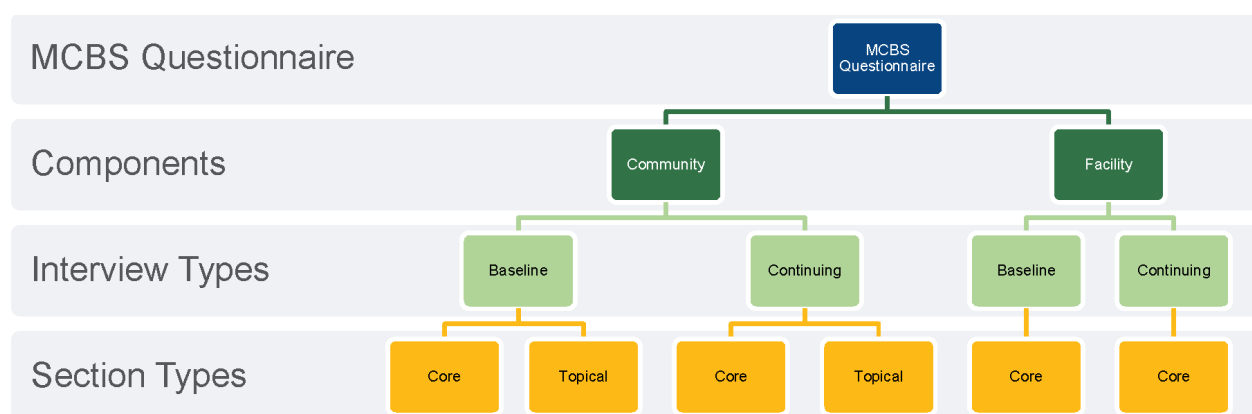 MCBS Questionnaire
MCBS
Questionnaire
Components
Community
Facility
Interview Types
Baseline
Continuing
Baseline
Continuing
Section Types
Core
Topical
Core
Topical
Core
Core